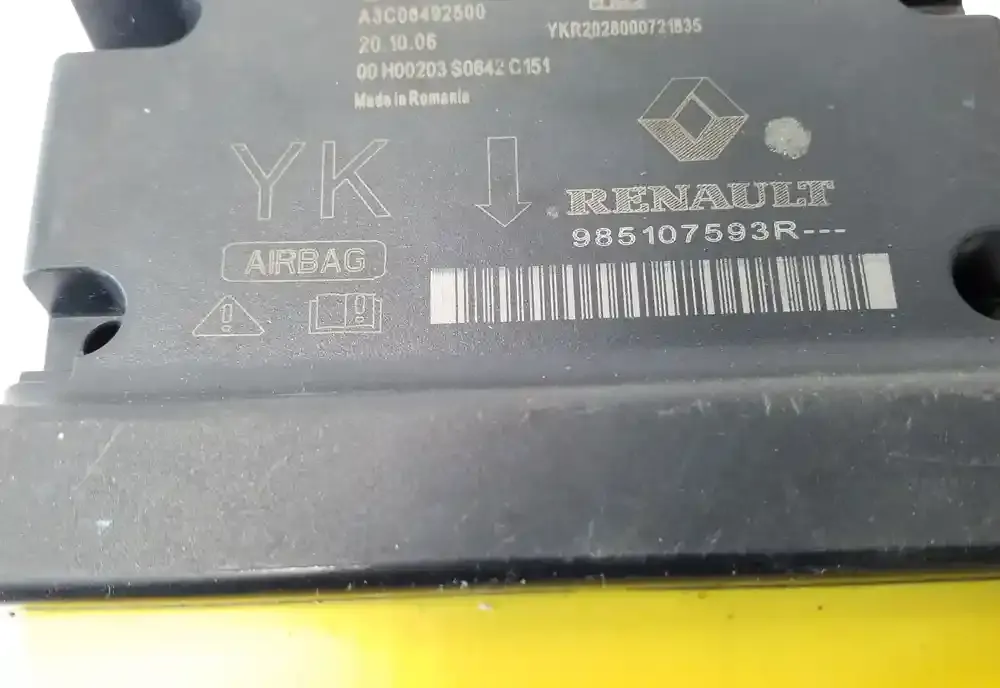 A3C08492500
20.10.06
00 H00203 S0642 C151
Made in Romania
YKR2028000721835
YK
RENAULT
985107593R---
AIRBAG